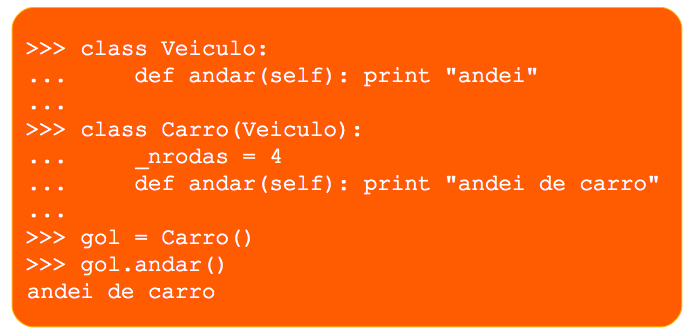 >>> class Veiculo:
...     def andar(self): print "andei"
...
>>> class Carro(Veiculo):
...     _nrodas = 4
...     def andar(self): print "andei de carro"
...
>>> gol = Carro()
>>> gol.andar()
andei de carro